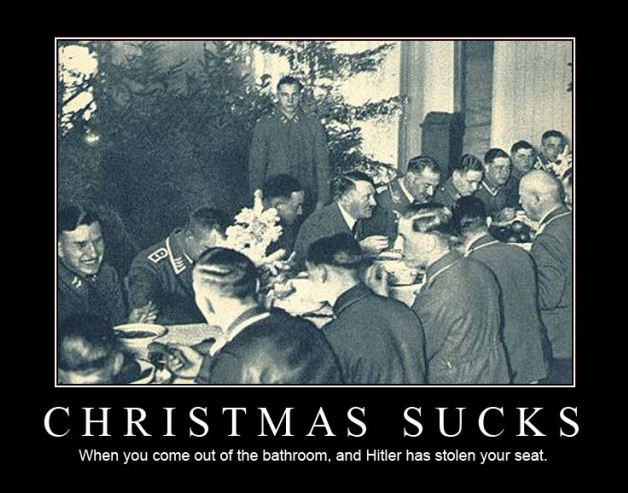 CHRISTMAS SUCKS
When you come out of the bathroom, and Hitler has stolen your seat.